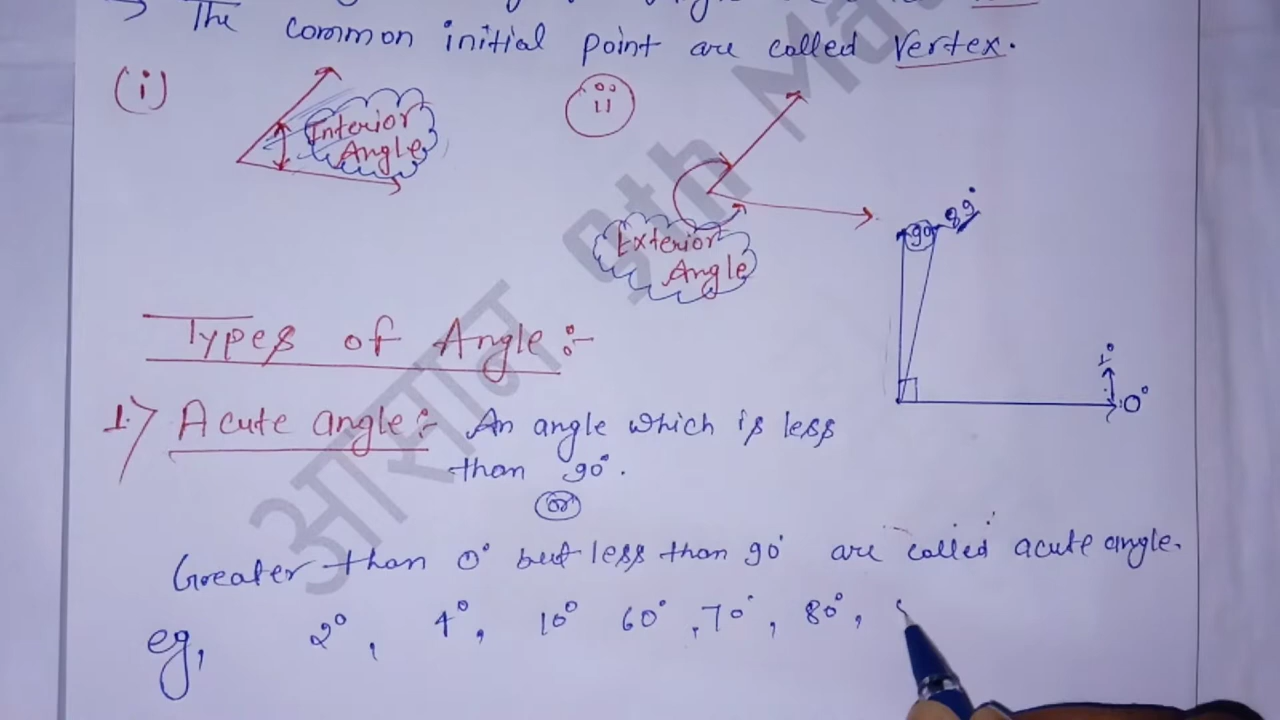 The common initial point are called Vertex.
(i)
ii
Interior
Angle
Exterior
Angle
90 89°
1°
0°
Types of Angle :-
1.) Acute angle :- An angle which is less
than 90°.
or
Greater than 0° but less than 90° are called acute angle.
eg, 2°, 4°, 10° 60°, 70°, 80°,
आसान 9th